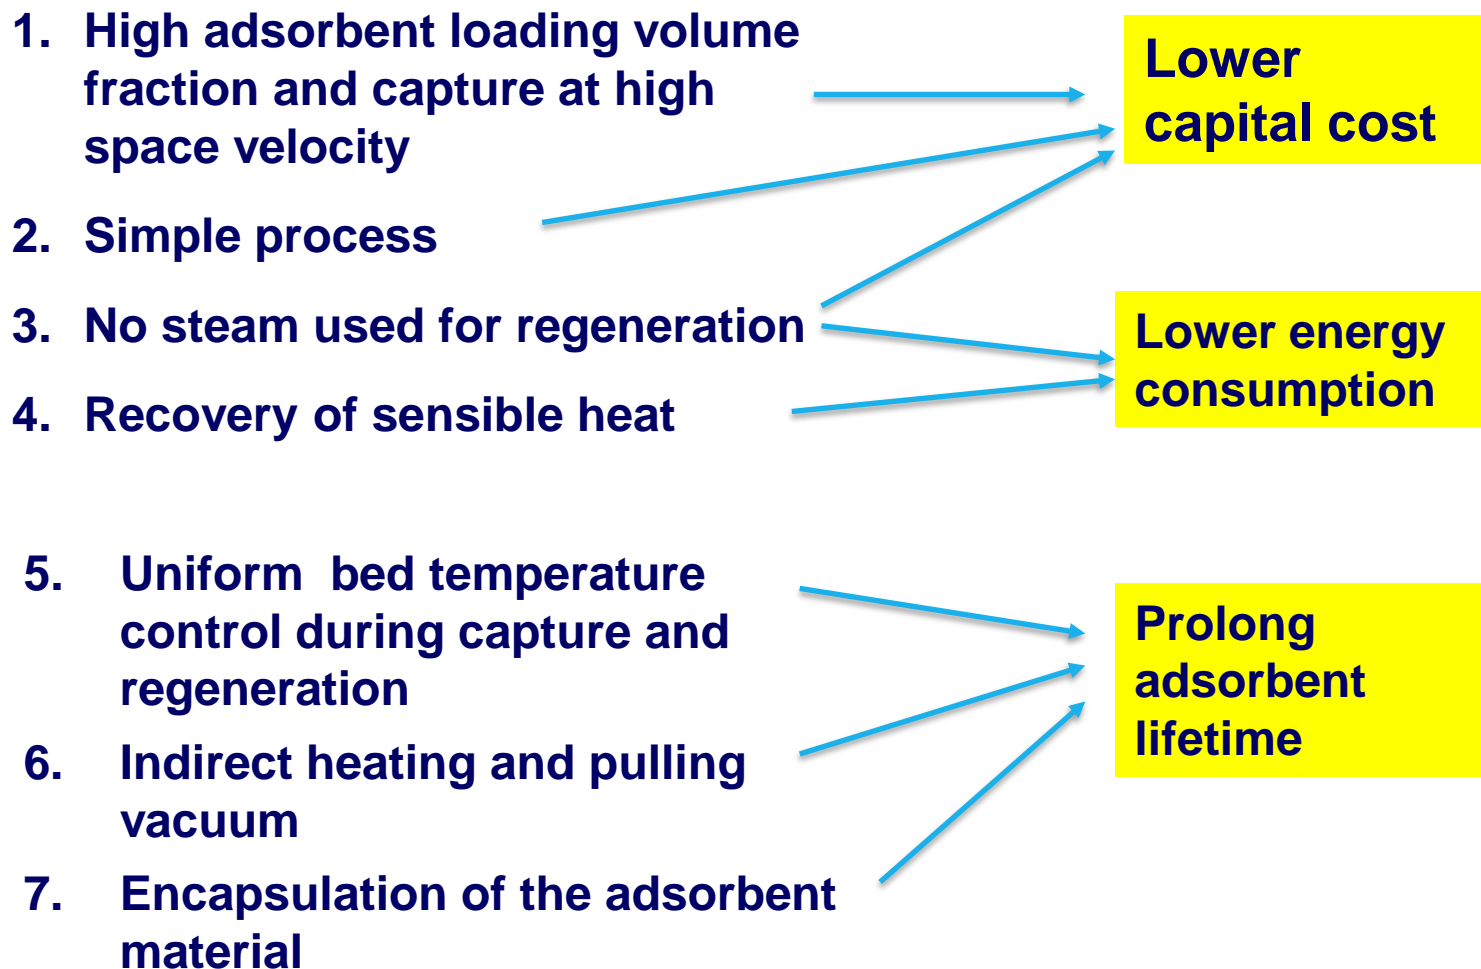 1. High adsorbent loading volume
fraction and capture at high
space velocity
2. Simple process
3. No steam used for regeneration
4. Recovery of sensible heat
5. Uniform bed temperature
control during capture and
regeneration
6. Indirect heating and pulling
vacuum
7. Encapsulation of the adsorbent
material
Lower
capital cost
Lower energy
consumption
Prolong
adsorbent
lifetime